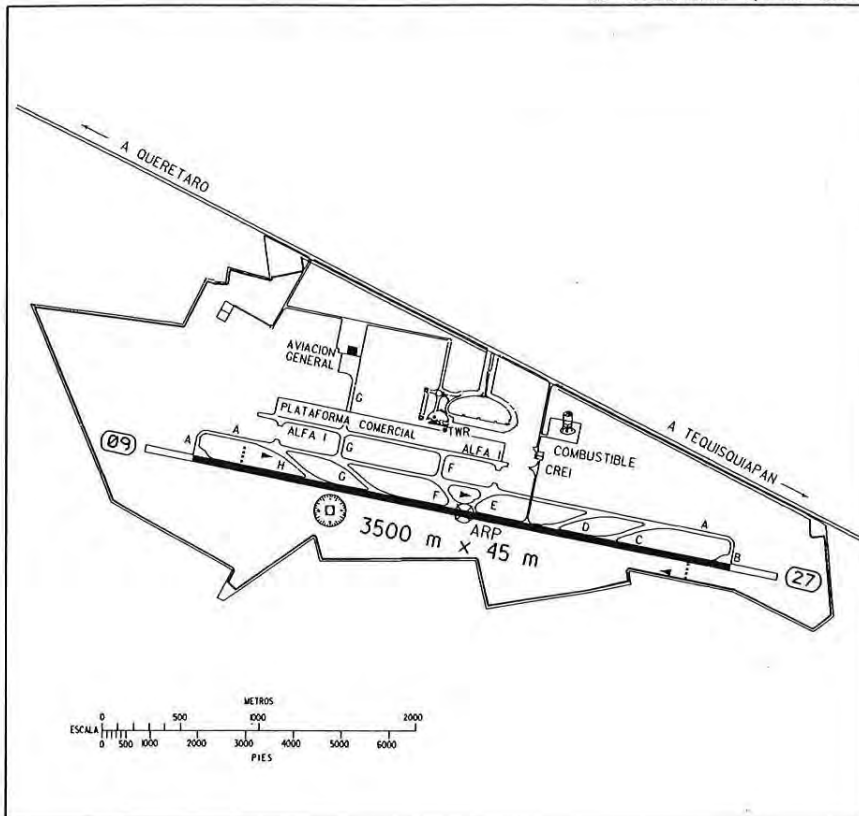 A QUERETARO
AVIACION
GENERAL
G
PLATAFORMA COMERCIAL
TWR
A TEQUISQUIAPAN
COMBUSTIBLE
CREI
09
A
A
ALFA I
G
ALFA I
H
G
F
F
E
D
C
A
B
ARP
3500 m x 45 m
27
METROS
0 500 1000 2000
ESCALA
0 500 1000 2000 3000 4000 5000 6000
PIES